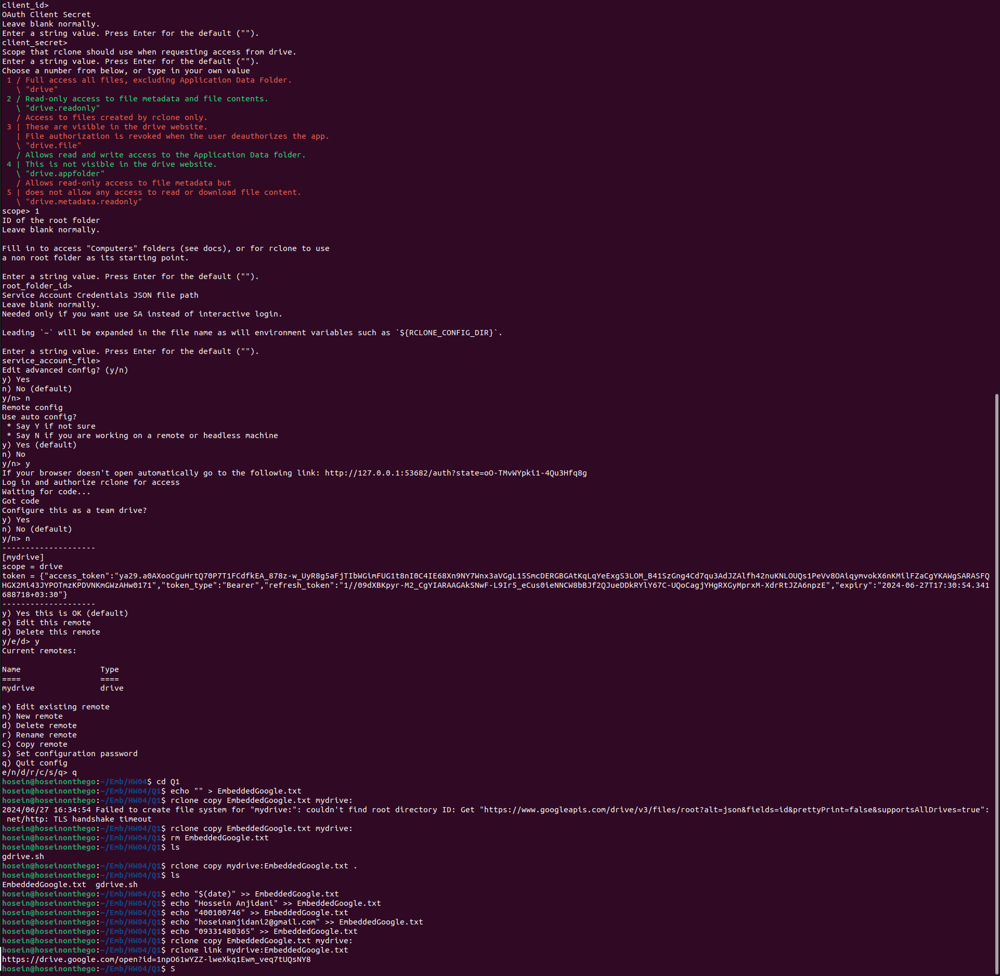 client_id>
OAuth Client Secret
Leave blank normally.
Enter a string value. Press Enter for the default ("").
client_secret>
Scope that rclone should use when requesting access from drive.
Enter a string value. Press Enter for the default ("").
Choose a number from below, or type in your own value
 1 / Full access all files, excluding Application Data Folder.
   \ "drive"
 2 / Read-only access to file metadata and file contents.
   \ "drive.readonly"
   / Access to files created by rclone only.
 3 | These are visible in the drive website.
   | File authorization is revoked when the user deauthorizes the app.
   \ "drive.file"
   / Allows read and write access to the Application Data folder.
 4 | This is not visible in the drive website.
   \ "drive.appfolder"
   / Allows read-only access to file metadata but
 5 | does not allow any access to read or download file content.
   \ "drive.metadata.readonly"
scope> 1
ID of the root folder
Leave blank normally.

Fill in to access "Computers" folders (see docs), or for rclone to use
a non root folder as its starting point.

Enter a string value. Press Enter for the default ("").
root_folder_id>
Service Account Credentials JSON file path
Leave blank normally.
Needed only if you want use SA instead of interactive login.

Leading `~` will be expanded in the file name as will environment variables such as `${RCLONE_CONFIG_DIR}`.

Enter a string value. Press Enter for the default ("").
service_account_file>
Edit advanced config? (y/n)
y) Yes
n) No (default)
y/n> n
Remote config
Use auto config?
 * Say Y if not sure
 * Say N if you are working on a remote or headless machine
y) Yes (default)
n) No
y/n> y
If your browser doesn't open automatically go to the following link: http://127.0.0.1:53682/auth?state=oO-TMvWYpki1-4Qu3Hfq8g
Log in and authorize rclone for access
Waiting for code...
Got code
Configure this as a team drive?
y) Yes
n) No (default)
y/n> n
--------------------
[mydrive]
scope = drive
token = {"access_token":"ya29.a0AXooCguHrtQ70P7T1FCdfkEA_878z-w_UyR8g5aFjTIbWGimFUG1t8nI0C4IE68Xn9NY7Wnx3aVGgL15SmcDERGBGAtKqLqYeExgS3LOM_B41SzGng4Cd7qu3AdJZAlfh42nuKNLOUQs1PeVv8OAiqymvokX6nKMilFZaCgYKAWgSARASFQ
HGX2Mi43JYPOTmzKPDVNKmGWzAHw0171","token_type":"Bearer","refresh_token":"1//09dXBKpyr-M2_CgYIARAAGAkSNwF-L9Ir5_eCus0ieNNCW8bBJf2QJueDDkRYlY67C-UQoCagjYHgRXGyMprxM-XdrRtJZA6npzE","expiry":"2024-06-27T17:30:54.341
688718+03:30"}
--------------------
y) Yes this is OK (default)
e) Edit this remote
d) Delete this remote
y/e/d> y
Current remotes:

Name                 Type
====                 ====
mydrive              drive

e) Edit existing remote
n) New remote
d) Delete remote
r) Rename remote
c) Copy remote
s) Set configuration password
q) Quit config
e/n/d/r/c/s/q> q
hosein@hoseinonthego:~/Emb/HW04$ cd Q1
hosein@hoseinonthego:~/Emb/HW04/Q1$ echo "" > EmbeddedGoogle.txt
hosein@hoseinonthego:~/Emb/HW04/Q1$ rclone copy EmbeddedGoogle.txt mydrive:
2024/06/27 16:34:54 Failed to create file system for "mydrive:": couldn't find root directory ID: Get "https://www.googleapis.com/drive/v3/files/root?alt=json&fields=id&prettyPrint=false&supportsAllDrives=true":
 net/http: TLS handshake timeout
hosein@hoseinonthego:~/Emb/HW04/Q1$ rclone copy EmbeddedGoogle.txt mydrive:
hosein@hoseinonthego:~/Emb/HW04/Q1$ rm EmbeddedGoogle.txt
hosein@hoseinonthego:~/Emb/HW04/Q1$ ls
gdrive.sh
hosein@hoseinonthego:~/Emb/HW04/Q1$ rclone copy mydrive:EmbeddedGoogle.txt .
hosein@hoseinonthego:~/Emb/HW04/Q1$ ls
EmbeddedGoogle.txt  gdrive.sh
hosein@hoseinonthego:~/Emb/HW04/Q1$ echo "$(date)" >> EmbeddedGoogle.txt
hosein@hoseinonthego:~/Emb/HW04/Q1$ echo "Hossein Anjidani" >> EmbeddedGoogle.txt
hosein@hoseinonthego:~/Emb/HW04/Q1$ echo "400100746" >> EmbeddedGoogle.txt
hosein@hoseinonthego:~/Emb/HW04/Q1$ echo "hoseinanjidani2@gmail.com" >> EmbeddedGoogle.txt
hosein@hoseinonthego:~/Emb/HW04/Q1$ echo "09331480365" >> EmbeddedGoogle.txt
hosein@hoseinonthego:~/Emb/HW04/Q1$ rclone copy EmbeddedGoogle.txt mydrive:
hosein@hoseinonthego:~/Emb/HW04/Q1$ rclone link mydrive:EmbeddedGoogle.txt
https://drive.google.com/open?id=1npO61wYZZ-lweXkq1Ewm_veq7tUQsNY8
hosein@hoseinonthego:~/Emb/HW04/Q1$ S